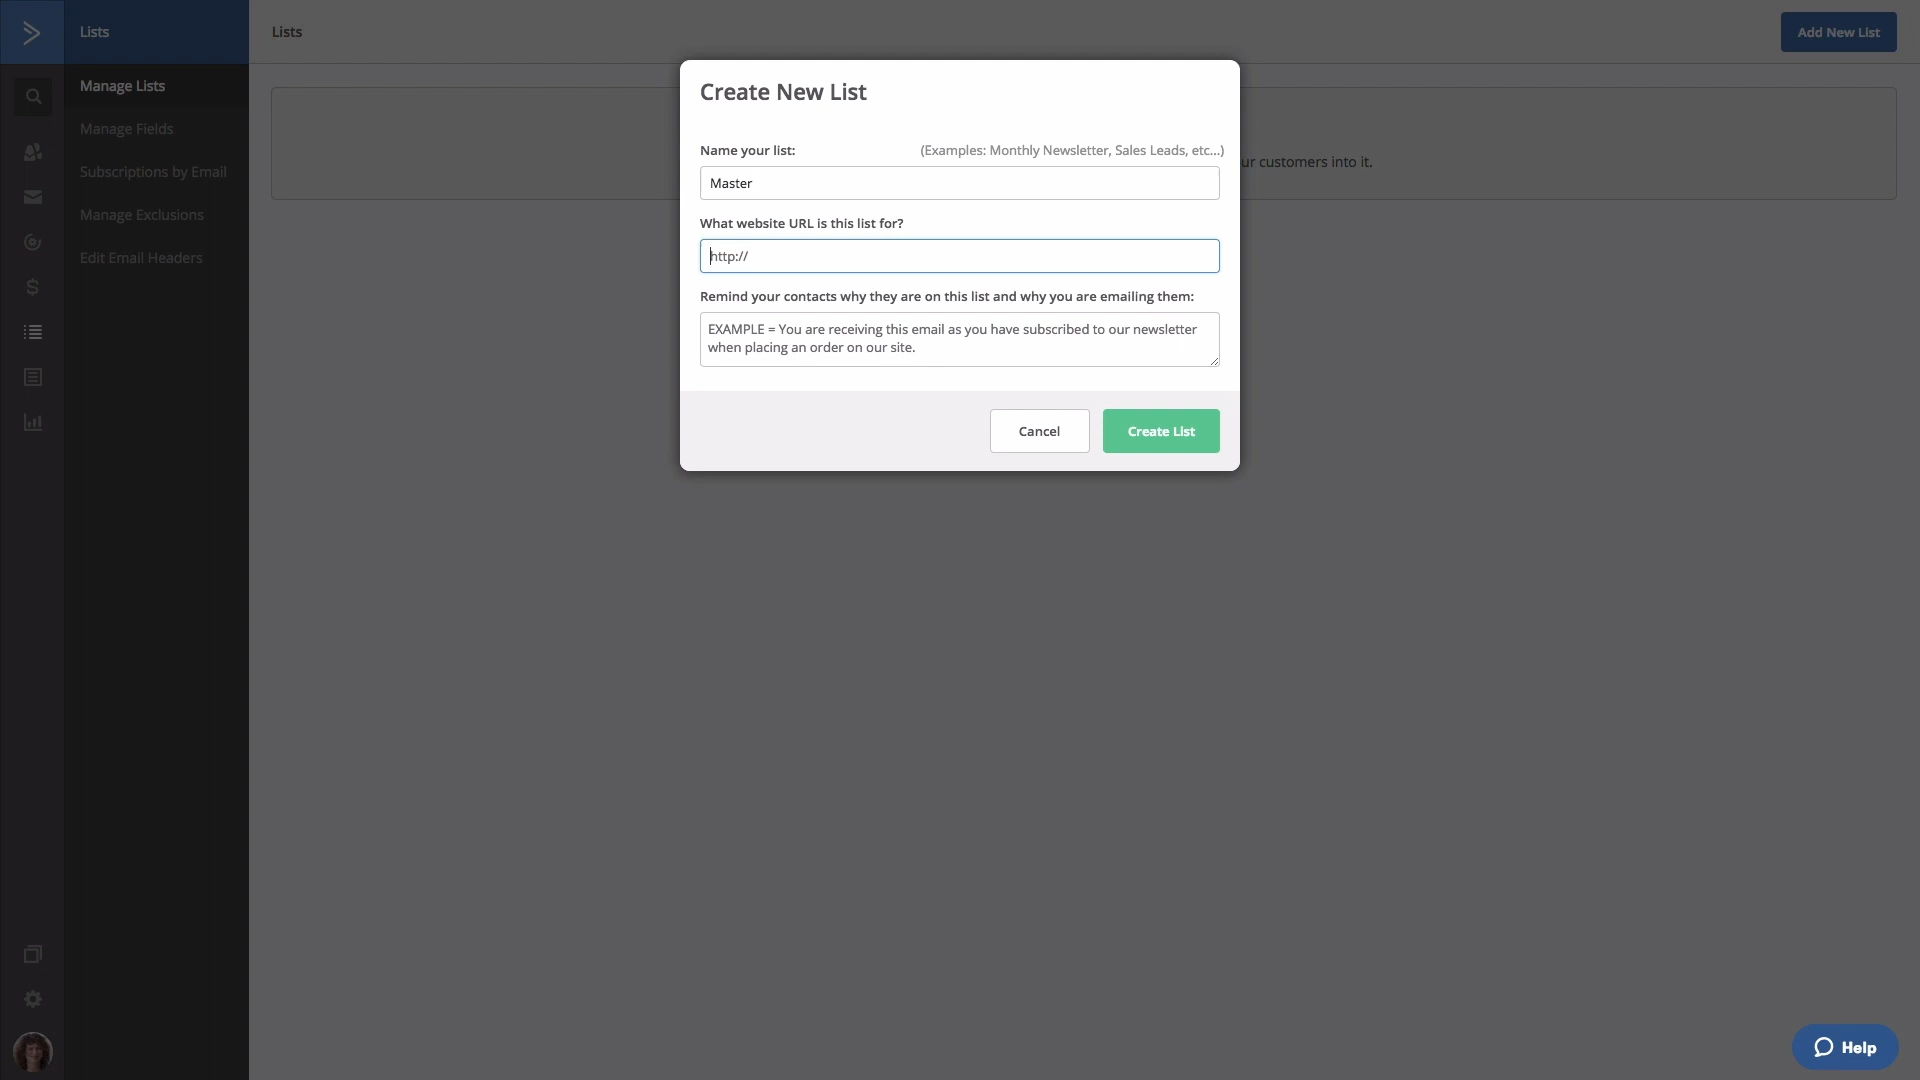 Lists
Lists
Add New List
Manage Lists
Manage Fields
Subscriptions by Email
Manage Exclusions
Edit Email Headers
ur customers into it.
Create New List
Name your list:
(Examples: Monthly Newsletter, Sales Leads, etc...)
Master
What website URL is this list for?
http://
Remind your contacts why they are on this list and why you are emailing them:
EXAMPLE = You are receiving this email as you have subscribed to our newsletter
when placing an order on our site.
Cancel
Create List
Help